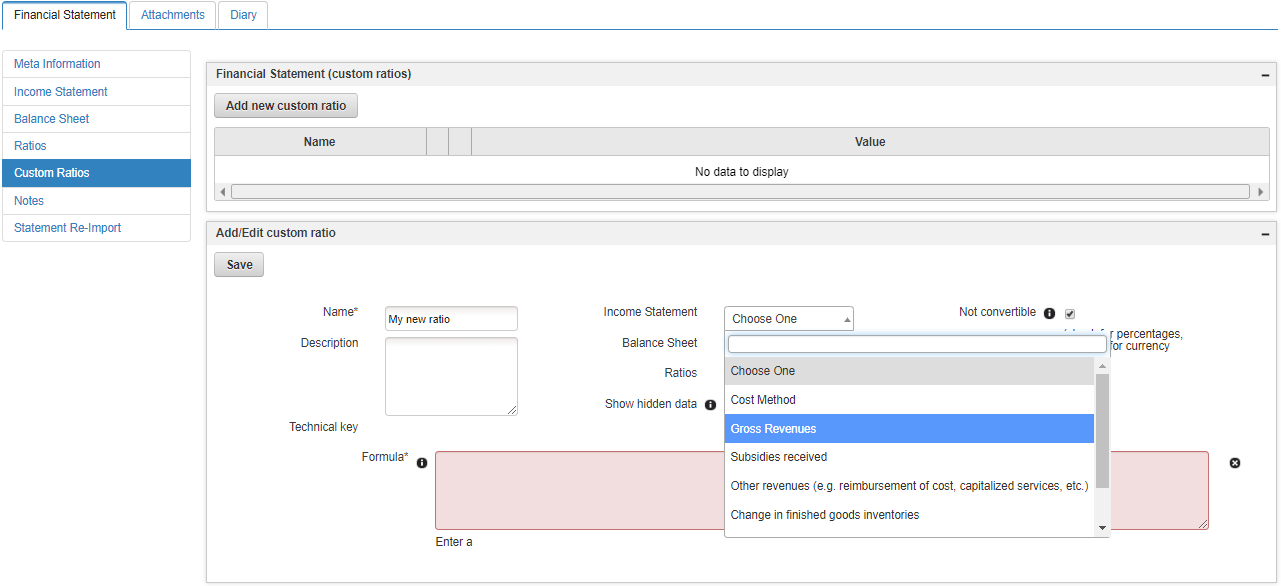 Financial Statement
Attachments
Diary
Meta Information
Income Statement
Balance Sheet
Ratios
Custom Ratios
Notes
Statement Re-Import
Financial Statement (custom ratios)
Add new custom ratio
Name Value
No data to display
Add/Edit custom ratio
Save
Name* My new ratio
Description
Technical key
Income Statement Choose One
Balance Sheet
Ratios
Show hidden data
Not convertible
for percentages,
for currency
Choose One
Cost Method
Gross Revenues
Subsidies received
Other revenues (e.g. reimbursement of cost, capitalized services, etc.)
Change in finished goods inventories
Formula*
Enter a